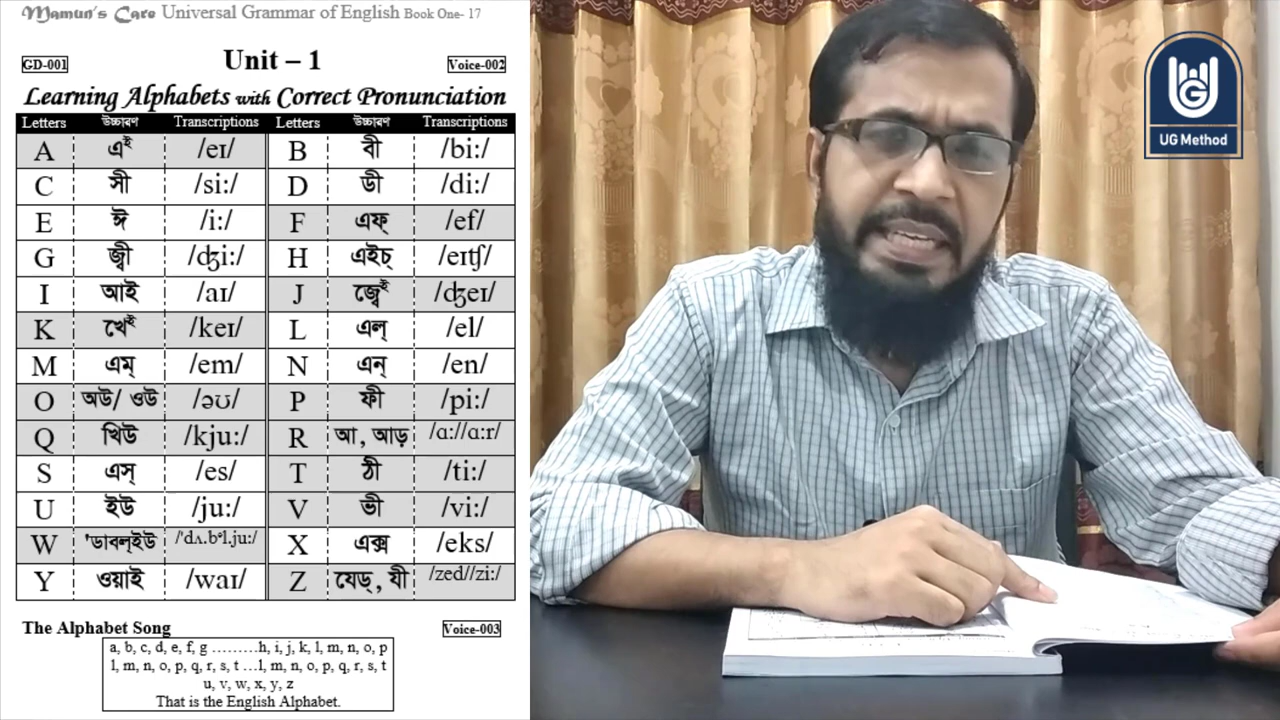 Mamun's Care Universal Grammar of English Book One- 17
GD-001 Unit – 1 Voice-002
Learning Alphabets with Correct Pronunciation
Letters উচ্চারণ Transcriptions Letters উচ্চারণ Transcriptions
A এই /eɪ/ B বী /bi:/
C সী /si:/ D ডী /di:/
E ঈ /i:/ F এফ্ /ef/
G জ্বী /ʤi:/ H এইচ্ /eɪʧ/
I আই /aɪ/ J জ্বেই /ʤeɪ/
K খেই /keɪ/ L এল্ /el/
M এম্ /em/ N এন্ /en/
O অউ/ ওউ /əʊ/ P ফী /pi:/
Q খিউ /kju:/ R আ, আড় /ɑ://ɑ:r/
S এস্ /es/ T ঠী /ti:/
U ইউ /ju:/ V ভী /vi:/
W 'ডাবল্ইউ /'dʌ.bᵊl.ju:/ X এক্স /eks/
Y ওয়াই /waɪ/ Z যেড্, যী /zed//zi:/
The Alphabet Song Voice-003
a, b, c, d, e, f, g .........h, i, j, k, l, m, n, o, p
l, m, n, o, p, q, r, s, t ...l, m, n, o, p, q, r, s, t
u, v, w, x, y, z
That is the English Alphabet.
UG Method